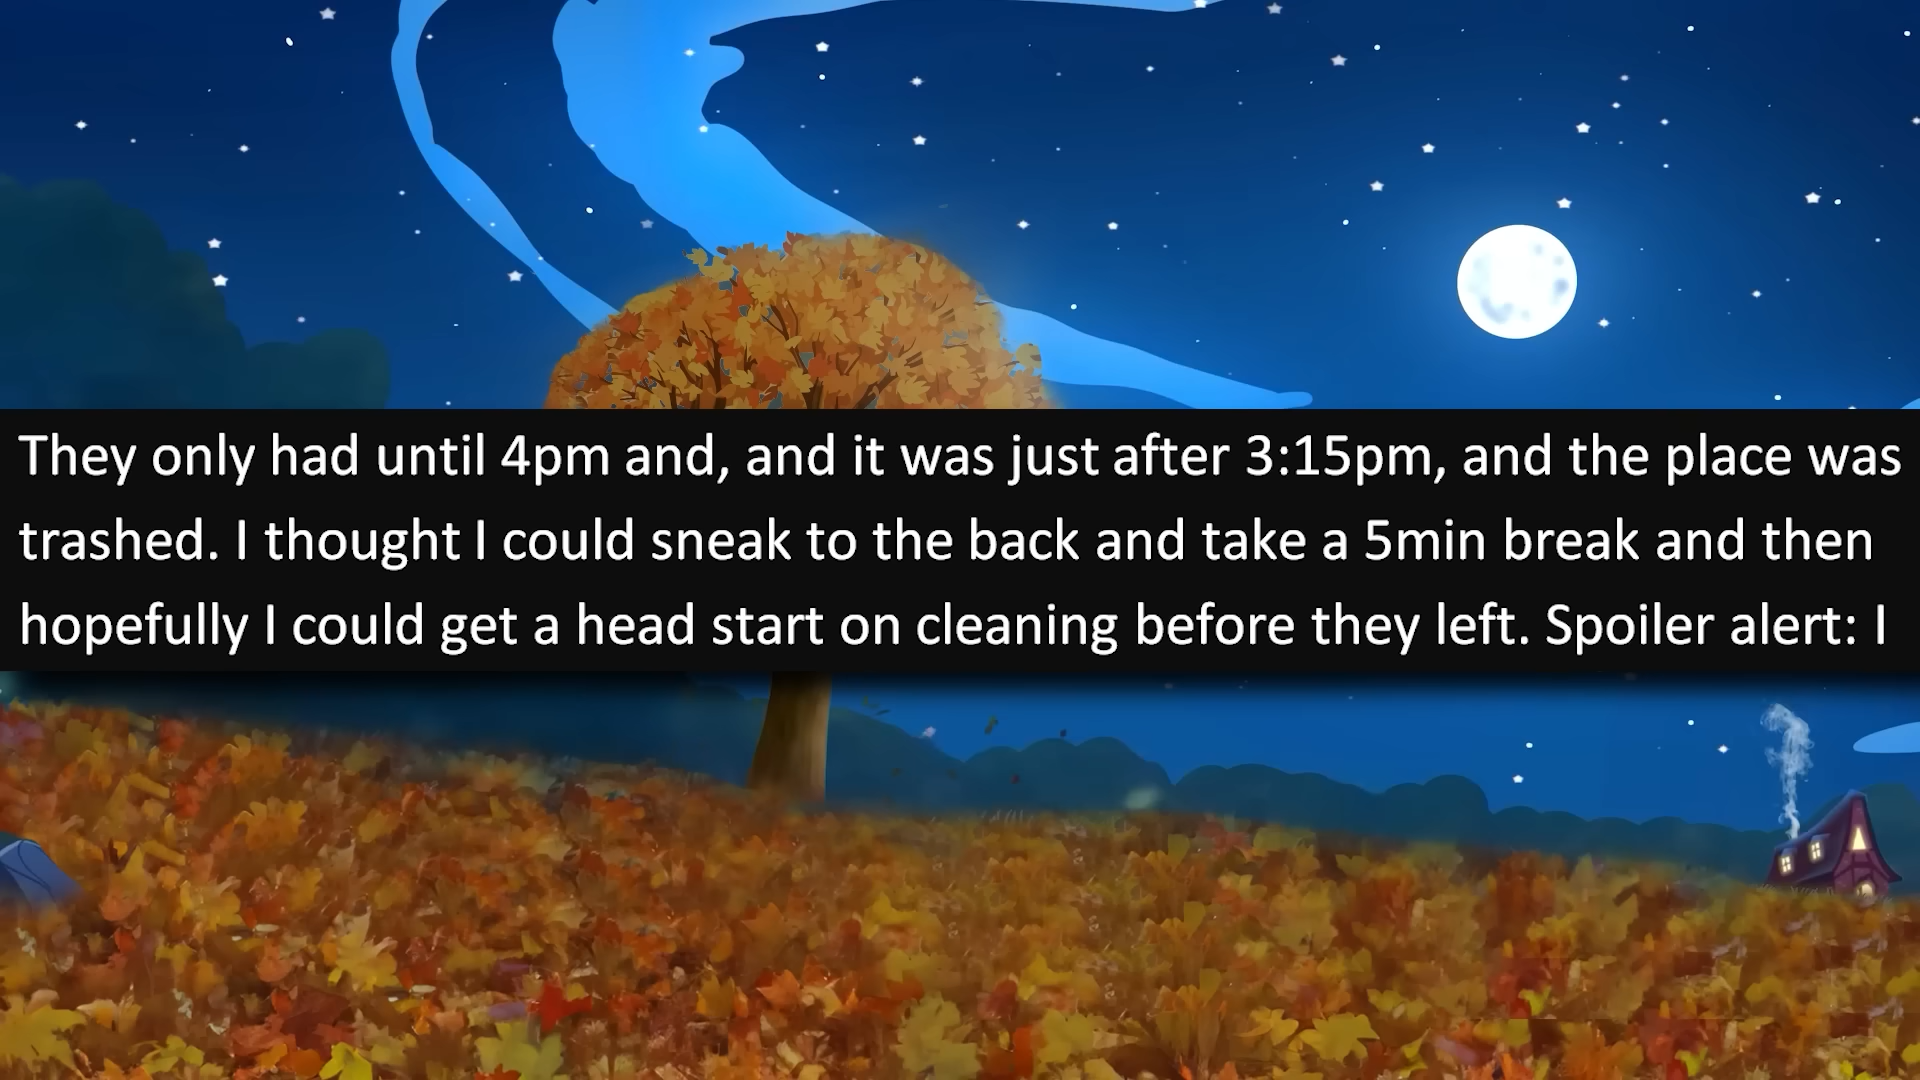 They only had until 4pm and, and it was just after 3:15pm, and the place was
trashed. I thought I could sneak to the back and take a 5min break and then
hopefully I could get a head start on cleaning before they left. Spoiler alert: I